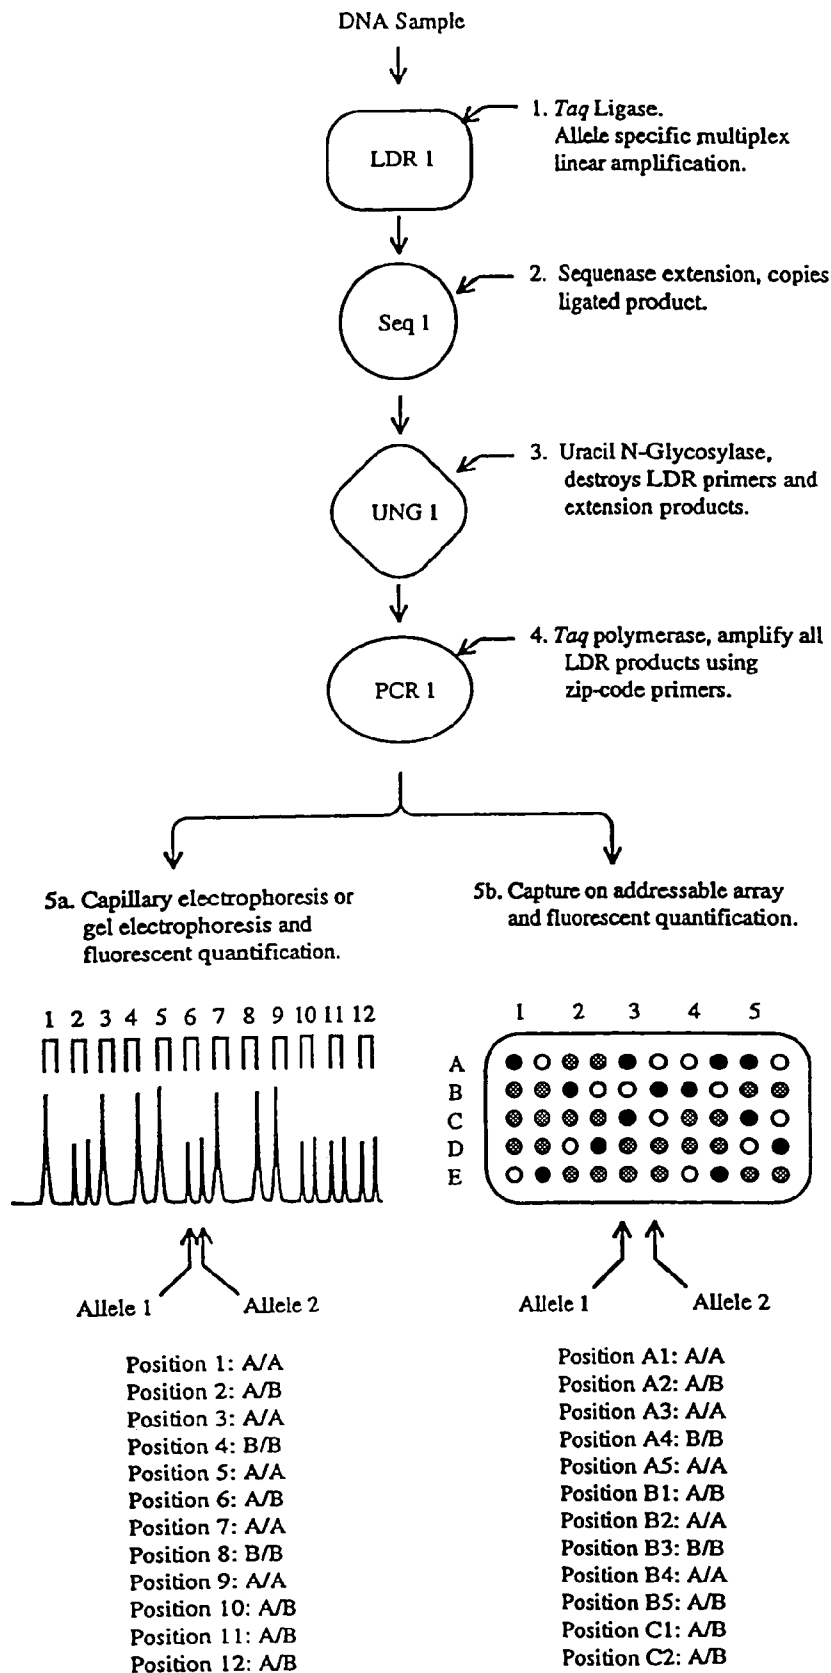 DNA Sample
LDR 1
1. Taq Ligase.
Allele specific multiplex
linear amplification.
Seq 1
2. Sequenase extension, copies
ligated product.
UNG 1
3. Uracil N-Glycosylase,
destroys LDR primers and
extension products.
PCR 1
4. Taq polymerase, amplify all
LDR products using
zip-code primers.
5a. Capillary electrophoresis or
gel electrophoresis and
fluorescent quantification.
1 2 3 4 5 6 7 8 9 10 11 12
Allele 1
Allele 2
Position 1: A/A
Position 2: A/B
Position 3: A/A
Position 4: B/B
Position 5: A/A
Position 6: A/B
Position 7: A/A
Position 8: B/B
Position 9: A/A
Position 10: A/B
Position 11: A/B
Position 12: A/B
5b. Capture on addressable array
and fluorescent quantification.
1 2 3 4 5
A
B
C
D
E
Allele 1
Allele 2
Position A1: A/A
Position A2: A/B
Position A3: A/A
Position A4: B/B
Position A5: A/A
Position B1: A/B
Position B2: A/A
Position B3: B/B
Position B4: A/A
Position B5: A/B
Position C1: A/B
Position C2: A/B